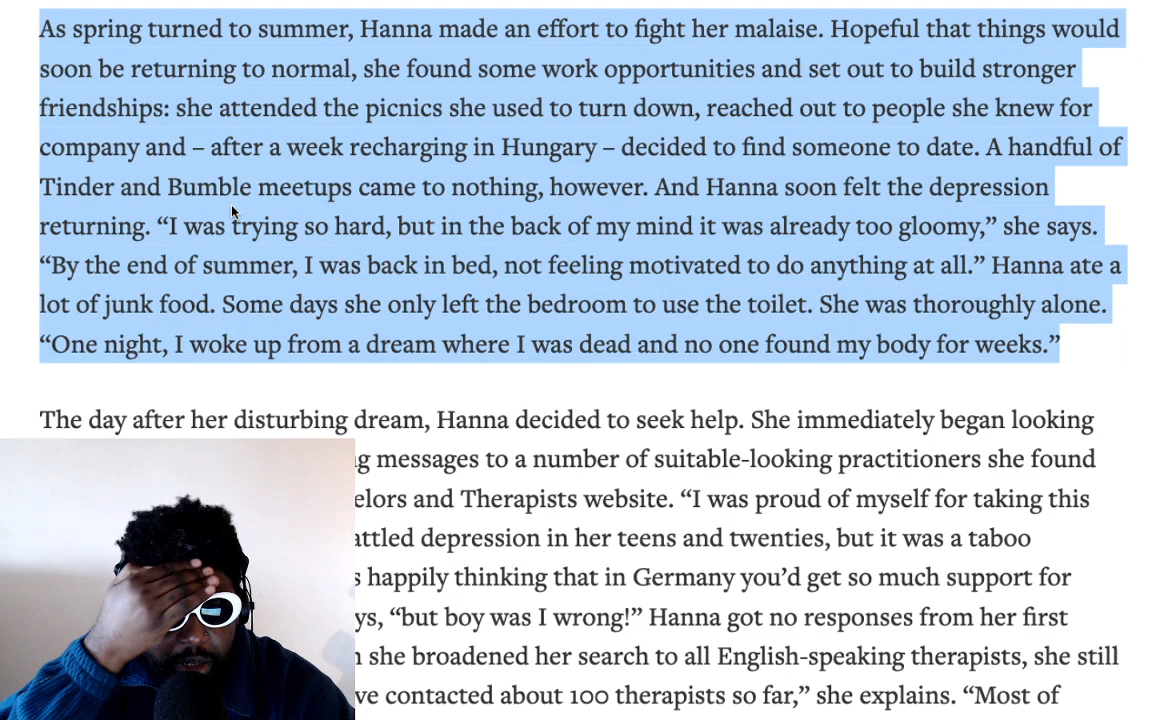 As spring turned to summer, Hanna made an effort to fight her malaise. Hopeful that things would
soon be returning to normal, she found some work opportunities and set out to build stronger
friendships: she attended the picnics she used to turn down, reached out to people she knew for
company and – after a week recharging in Hungary – decided to find someone to date. A handful of
Tinder and Bumble meetups came to nothing, however. And Hanna soon felt the depression
returning. “I was trying so hard, but in the back of my mind it was already too gloomy,” she says.
“By the end of summer, I was back in bed, not feeling motivated to do anything at all.” Hanna ate a
lot of junk food. Some days she only left the bedroom to use the toilet. She was thoroughly alone.
“One night, I woke up from a dream where I was dead and no one found my body for weeks.”
The day after her disturbing dream, Hanna decided to seek help. She immediately began looking
messages to a number of suitable-looking practitioners she found
and Therapists website. “I was proud of myself for taking this
depression in her teens and twenties, but it was a taboo
happily thinking that in Germany you’d get so much support for
“but boy was I wrong!” Hanna got no responses from her first
she broadened her search to all English-speaking therapists, she still
contacted about 100 therapists so far,” she explains. “Most of